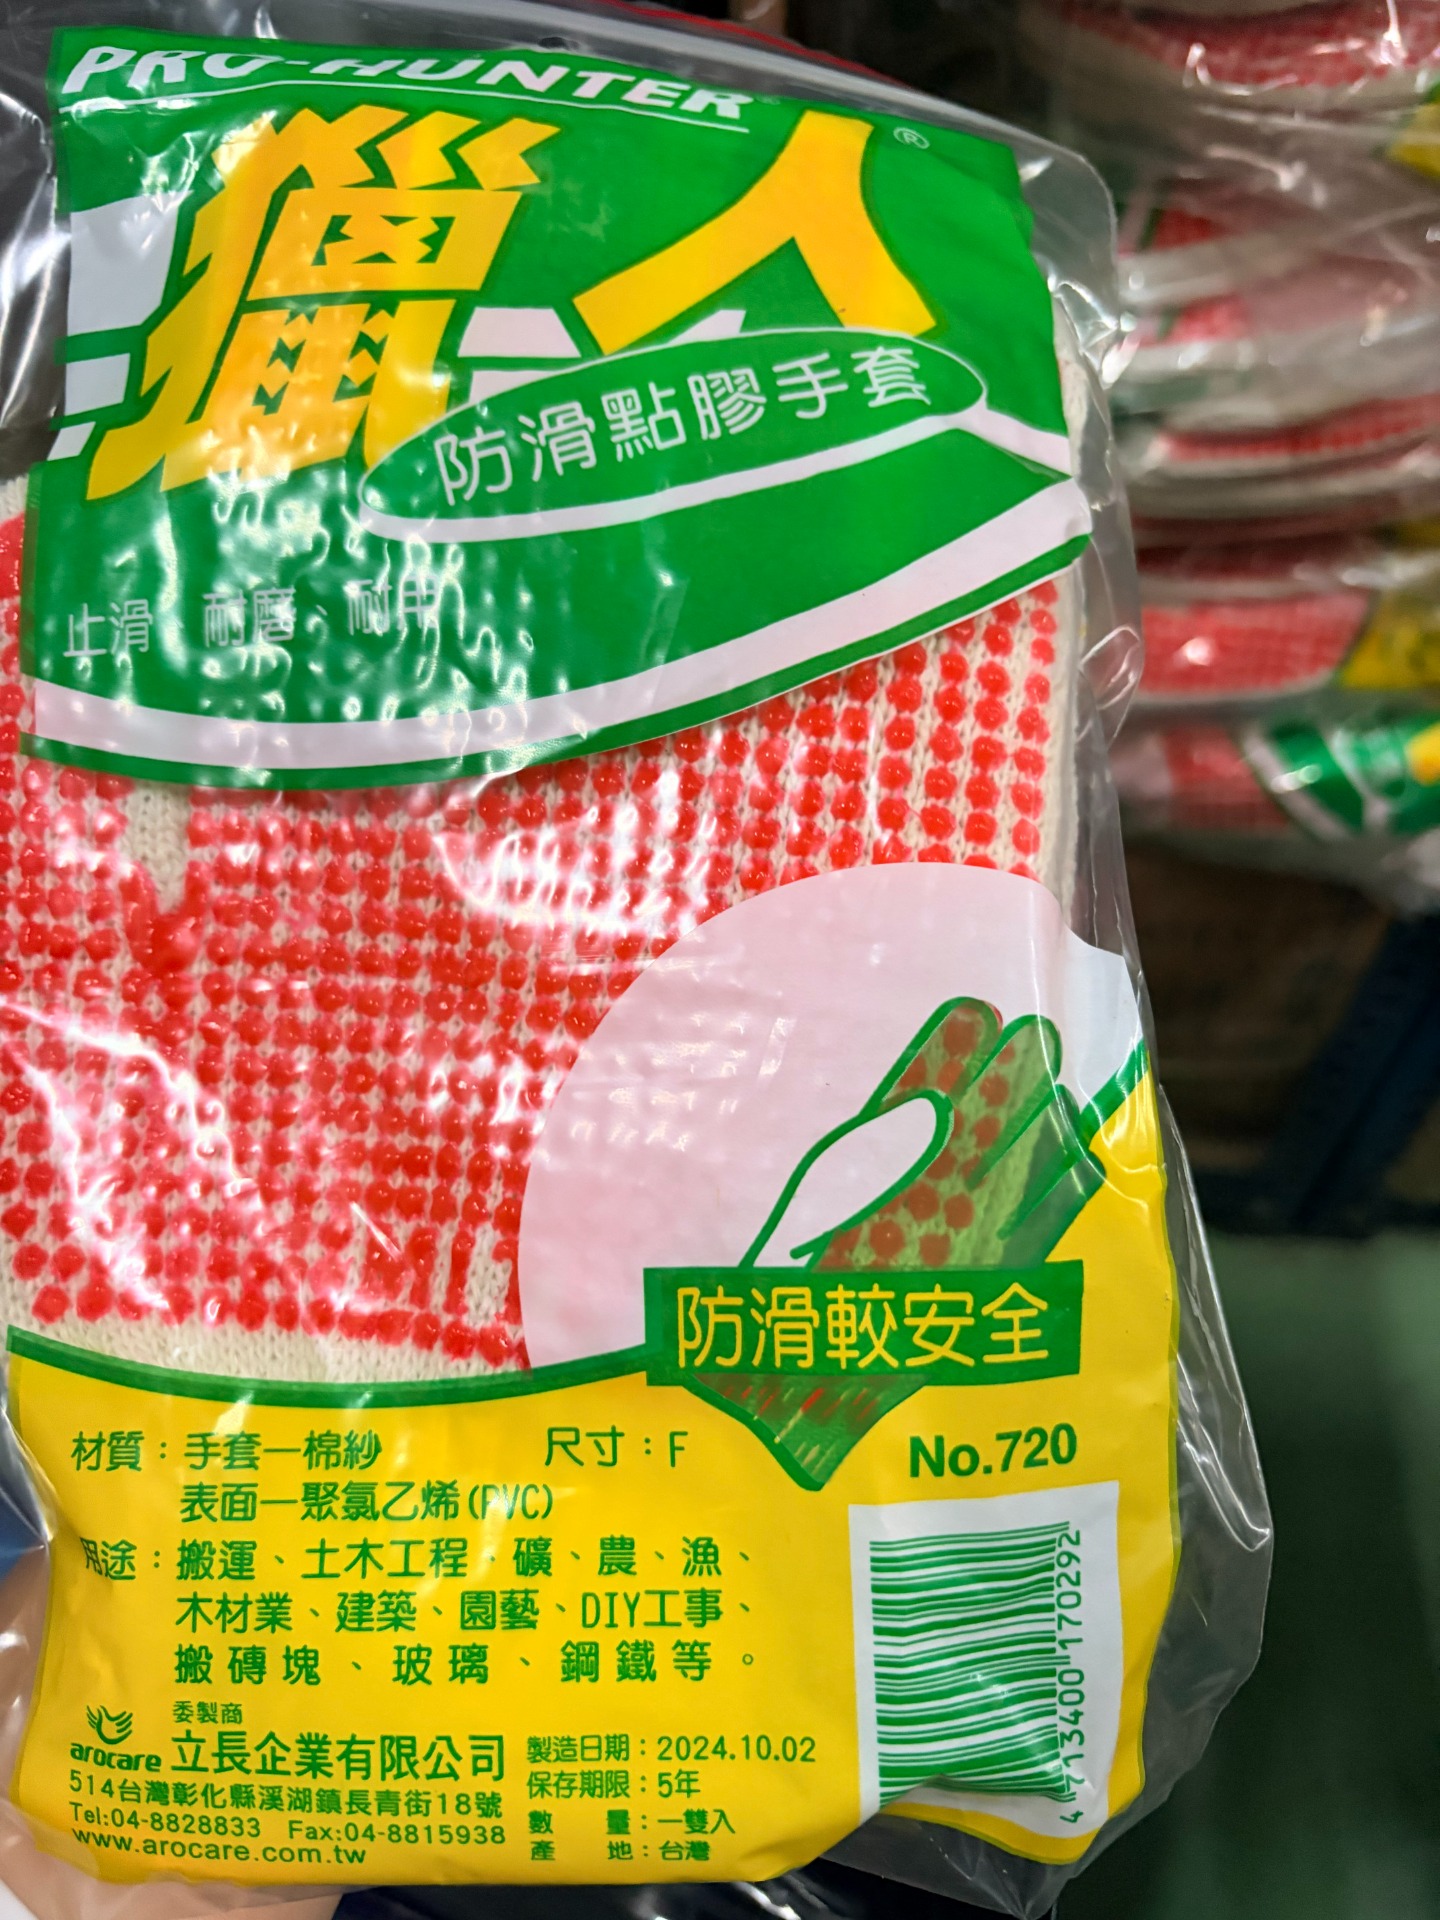 PRO-HUNTER
獵人®
防滑點膠手套
止滑、耐磨、耐用
防滑較安全
材質：手套—棉紗 尺寸：F
表面—聚氯乙烯(PVC)
No.720
用途：搬運、土木工程、礦、農、漁、
木材業、建築、園藝、DIY工事、
搬磚塊、玻璃、鋼鐵等。
4713400170292
arocare
委製商
立長企業有限公司
514台灣彰化縣溪湖鎮長青街18號
Tel:04-8828833 Fax:04-8815938
www.arocare.com.tw
製造日期：2024.10.02
保存期限：5年
數量：一雙入
產地：台灣